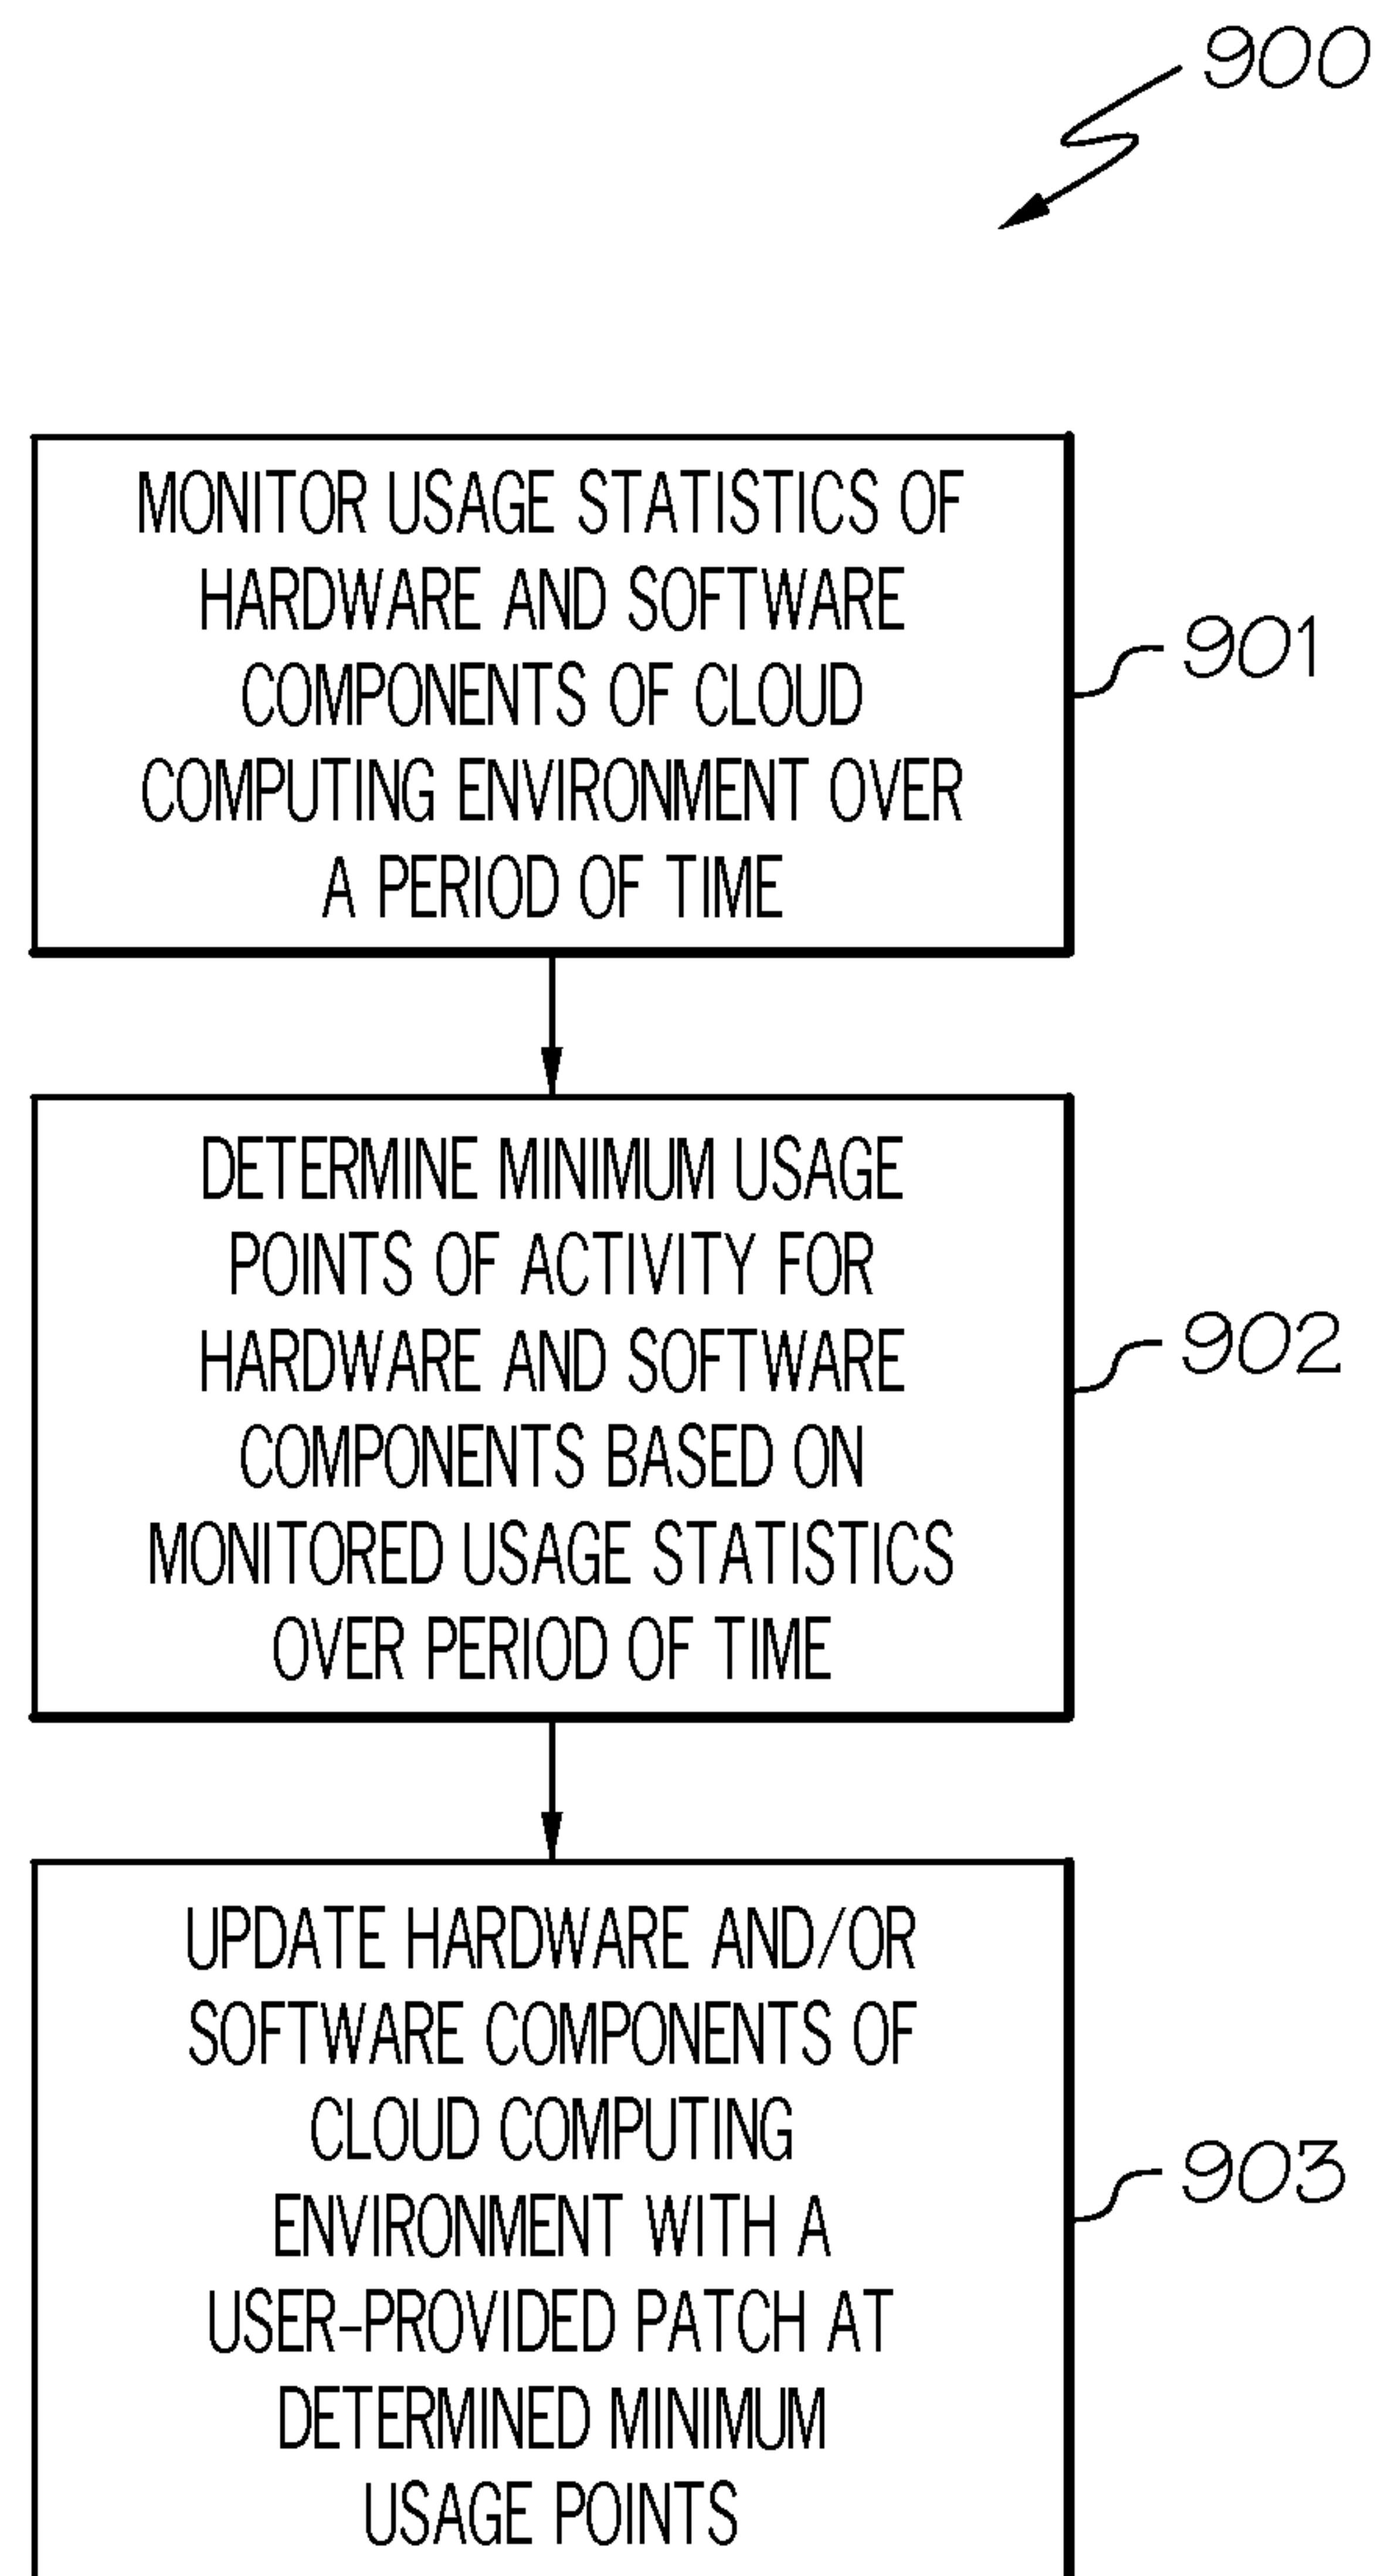 900
MONITOR USAGE STATISTICS OF
HARDWARE AND SOFTWARE
COMPONENTS OF CLOUD
COMPUTING ENVIRONMENT OVER
A PERIOD OF TIME
901
DETERMINE MINIMUM USAGE
POINTS OF ACTIVITY FOR
HARDWARE AND SOFTWARE
COMPONENTS BASED ON
MONITORED USAGE STATISTICS
OVER PERIOD OF TIME
902
UPDATE HARDWARE AND/OR
SOFTWARE COMPONENTS OF
CLOUD COMPUTING
ENVIRONMENT WITH A
USER-PROVIDED PATCH AT
DETERMINED MINIMUM
USAGE POINTS
903